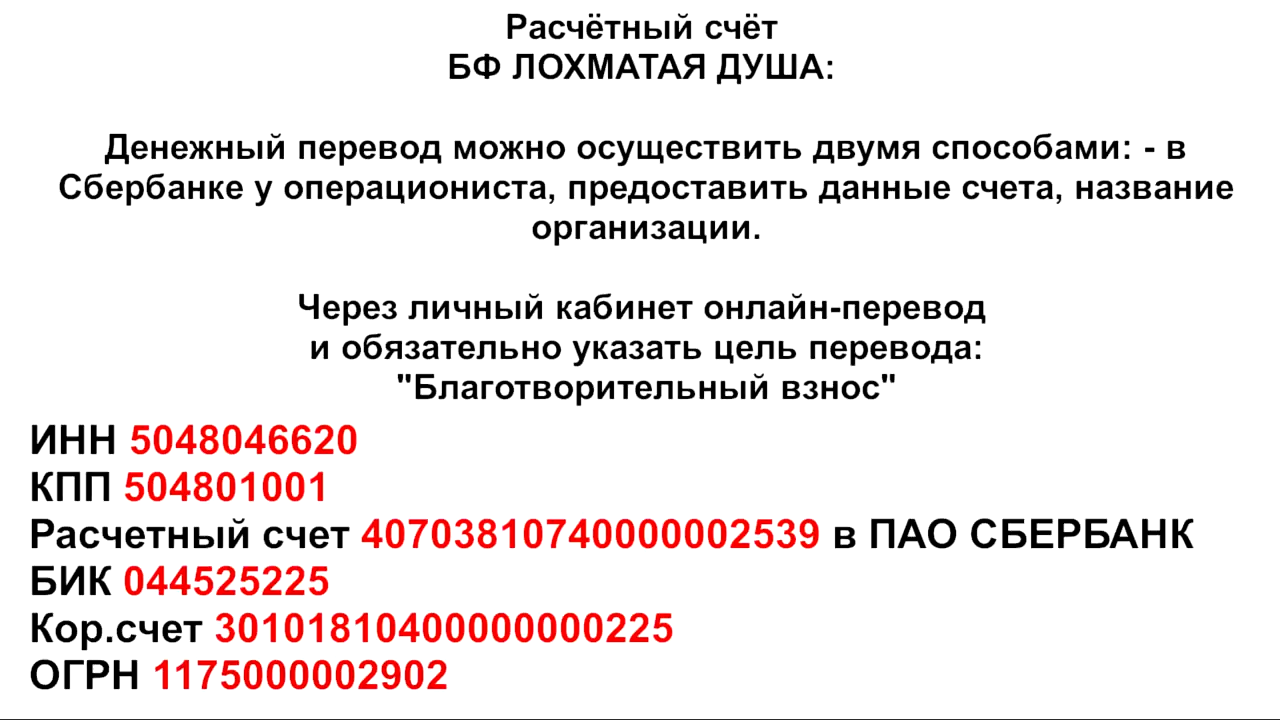 Расчётный счёт
БФ ЛОХМАТАЯ ДУША:
Денежный перевод можно осуществить двумя способами: - в
Сбербанке у операциониста, предоставить данные счета, название
организации.
Через личный кабинет онлайн-перевод
и обязательно указать цель перевода:
"Благотворительный взнос"
ИНН 5048046620
КПП 504801001
Расчетный счет 40703810740000002539 в ПАО СБЕРБАНК
БИК 044525225
Кор.счет 30101810400000000225
ОГРН 1175000002902